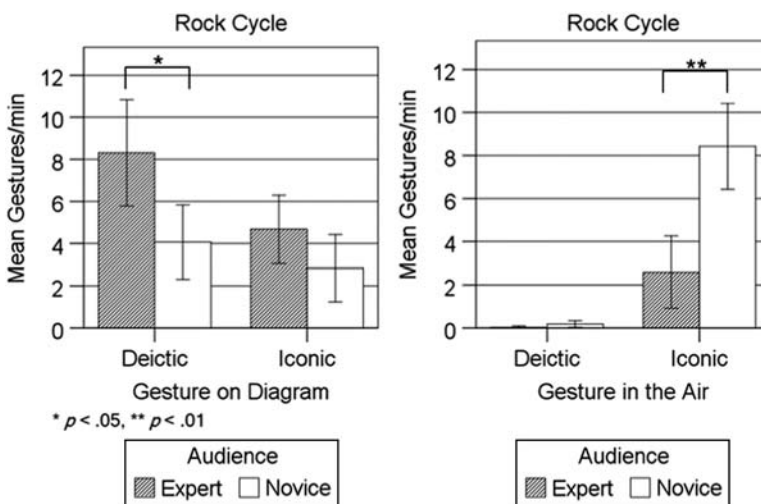 Rock Cycle
*
12
10
8
6
4
2
0
Mean Gestures/min
Deictic Iconic
Gesture on Diagram
* p < .05, ** p < .01
Audience
Expert Novice
Rock Cycle
**
12
10
8
6
4
2
0
Mean Gestures/min
Deictic Iconic
Gesture in the Air
Audience
Expert Novice